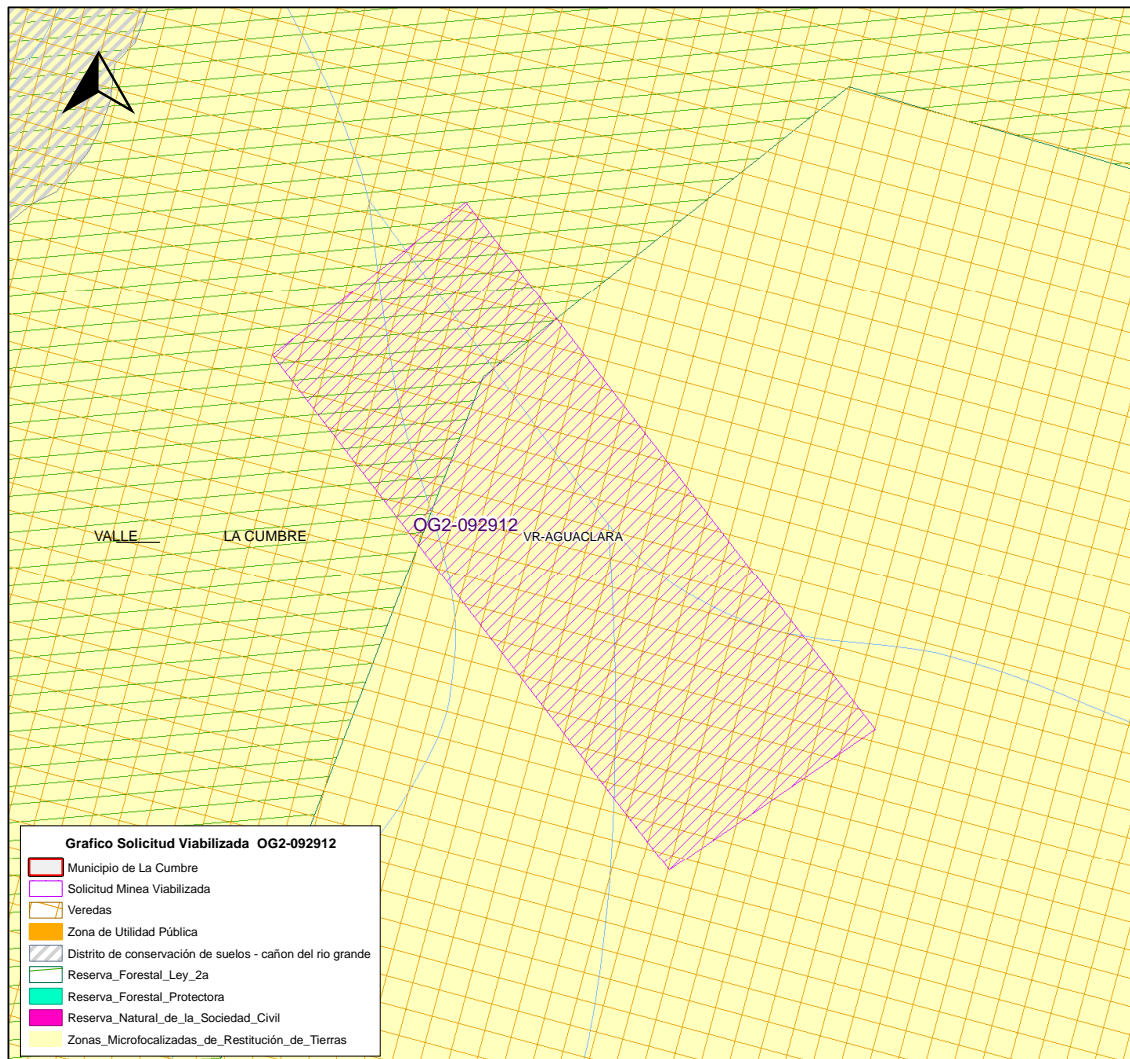 OG2-092912
VALLE
LA CUMBRE
VR-AGUACLARA
Grafico Solicitud Viabilizada OG2-092912
Municipio de La Cumbre
Solicitud Minea Viabilizada
Veredas
Zona de Utilidad Pública
Distrito de conservación de suelos - cañon del rio grande
Reserva_Forestal_Ley_2a
Reserva_Forestal_Protectora
Reserva_Natural_de_la_Sociedad_Civil
Zonas_Microfocalizadas_de_Restitución_de_Tierras